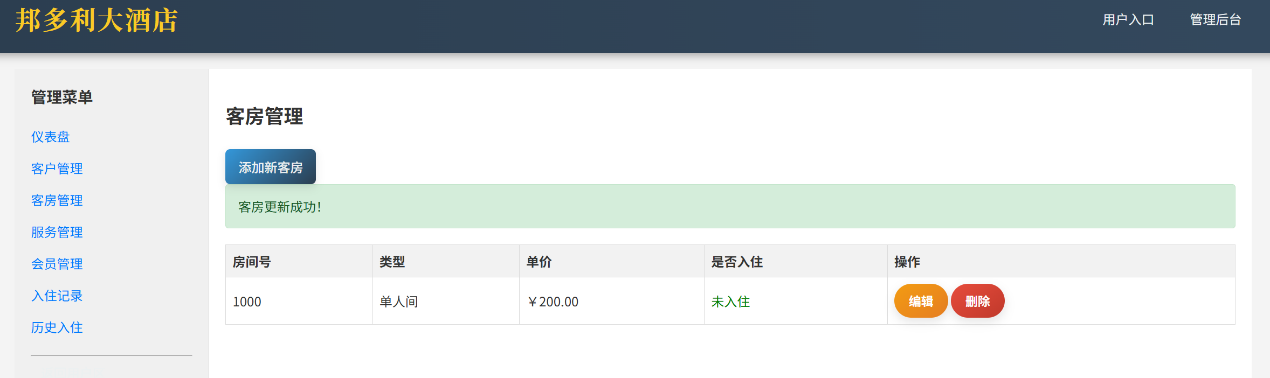 邦多利大酒店
用户入口 管理后台
管理菜单
仪表盘
客户管理
客房管理
服务管理
会员管理
入住记录
历史入住
客房管理
添加新客房
客房更新成功！
房间号 类型 单价 是否入住 操作
1000 单人间 ￥200.00 未入住 编辑 删除